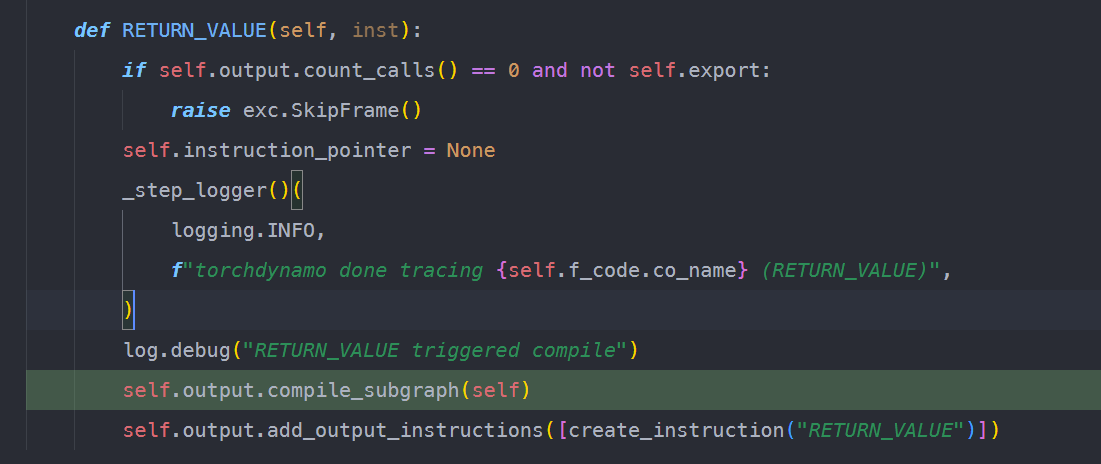 def RETURN_VALUE(self, inst):
if self.output.count_calls() == 0 and not self.export:
raise exc.SkipFrame()
self.instruction_pointer = None
_step_logger()(
logging.INFO,
f"torchdynamo done tracing {self.f_code.co_name} (RETURN_VALUE)",
)
log.debug("RETURN_VALUE triggered compile")
self.output.compile_subgraph(self)
self.output.add_output_instructions([create_instruction("RETURN_VALUE")])